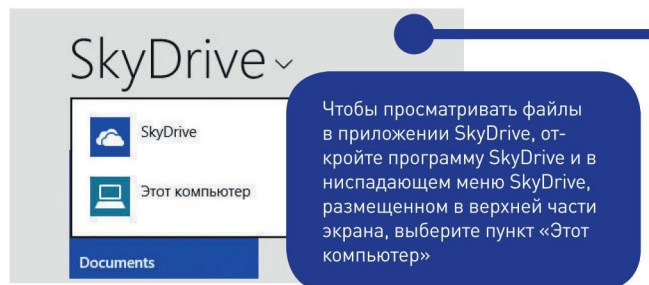 SkyDrive
SkyDrive
Этот компьютер
Documents
Чтобы просматривать файлы
в приложении SkyDrive, от-
кройте программу SkyDrive и в
ниспадающем меню SkyDrive,
размещенном в верхней части
экрана, выберите пункт «Этот
компьютер»